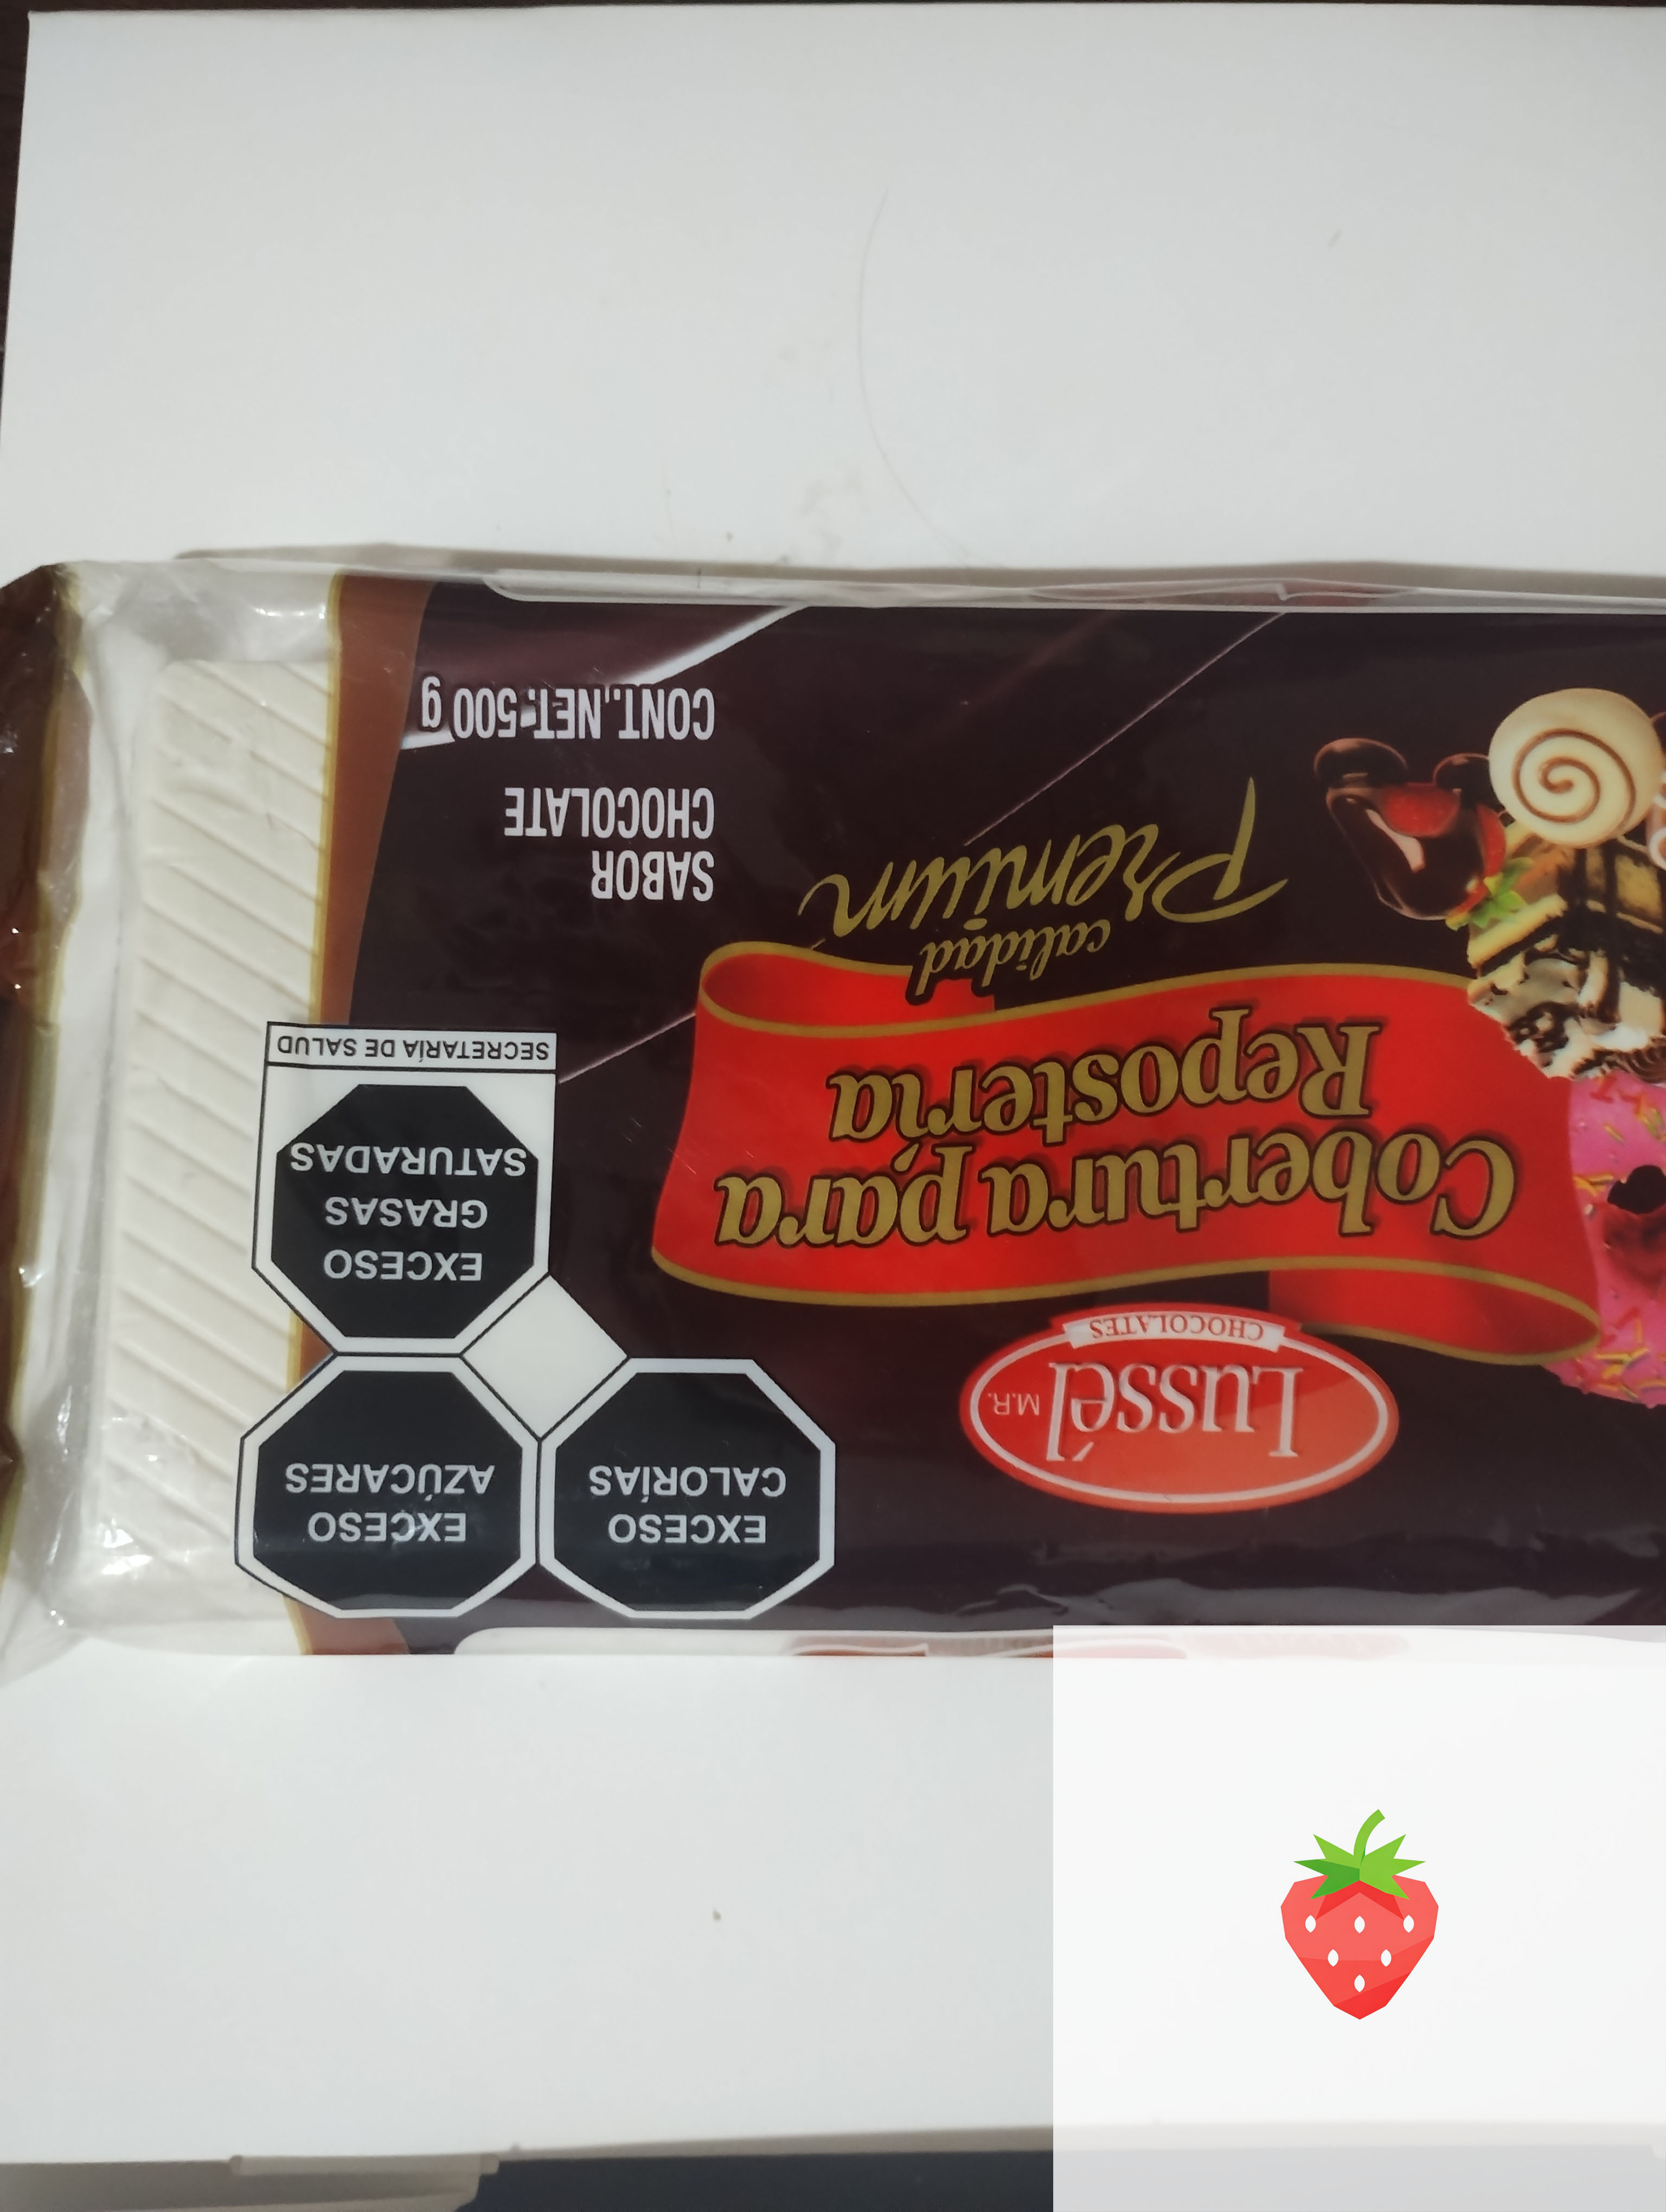 EXCESO
CALORÍAS
EXCESO
AZÚCARES
EXCESO
GRASAS
SATURADAS
SECRETARÍA DE SALUD
Lussél M.R.
CHOCOLATES
Cobertura para
Repostería
calidad
Premium
SABOR
CHOCOLATE
CONT. NET. 500 g